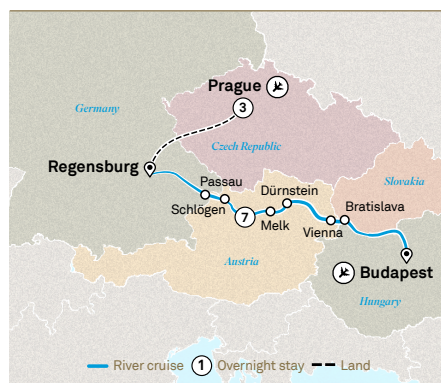 Prague
3
Germany
Czech Republic
Regensburg
Slovakia
Passau
Dürnstein
Schlögen
7
Melk
Bratislava
Vienna
Austria
Budapest
Hungary
River cruise 1 Overnight stay Land